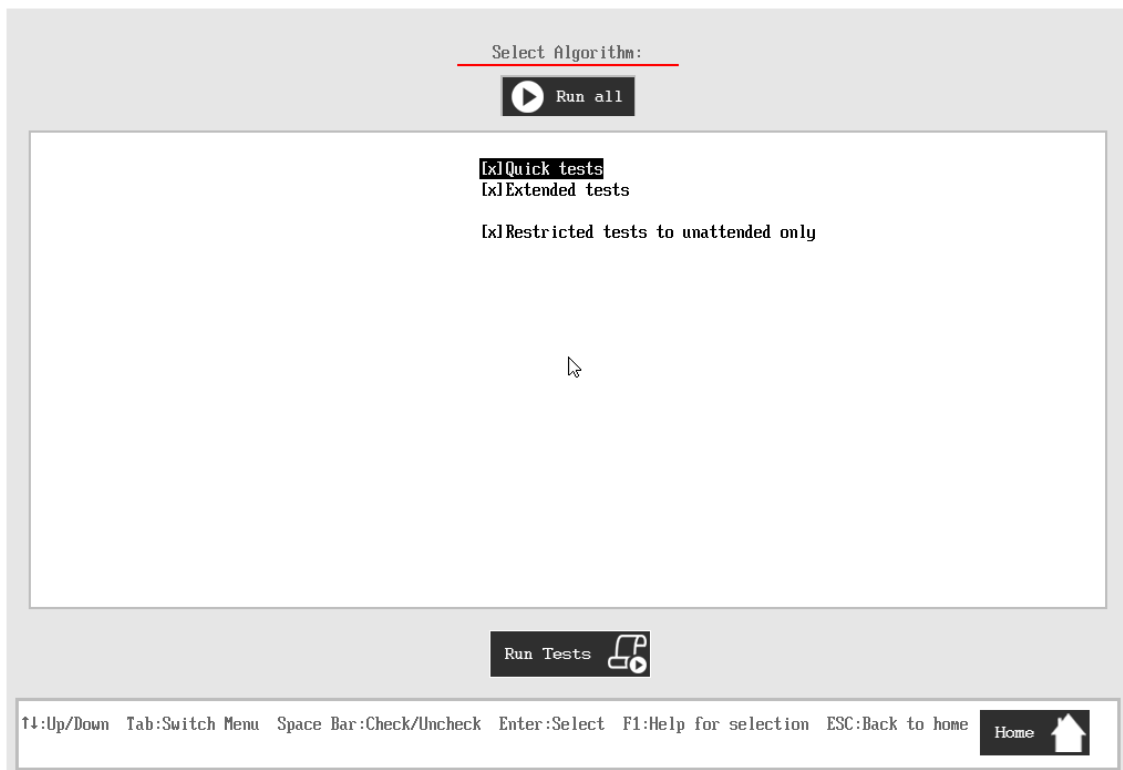 Select Algorithm:
Run all
[x]Quick tests
[x]Extended tests
[x]Restricted tests to unattended only
Run Tests
↑↓:Up/Down  Tab:Switch Menu  Space Bar:Check/Uncheck  Enter:Select  F1:Help for selection  ESC:Back to home  Home